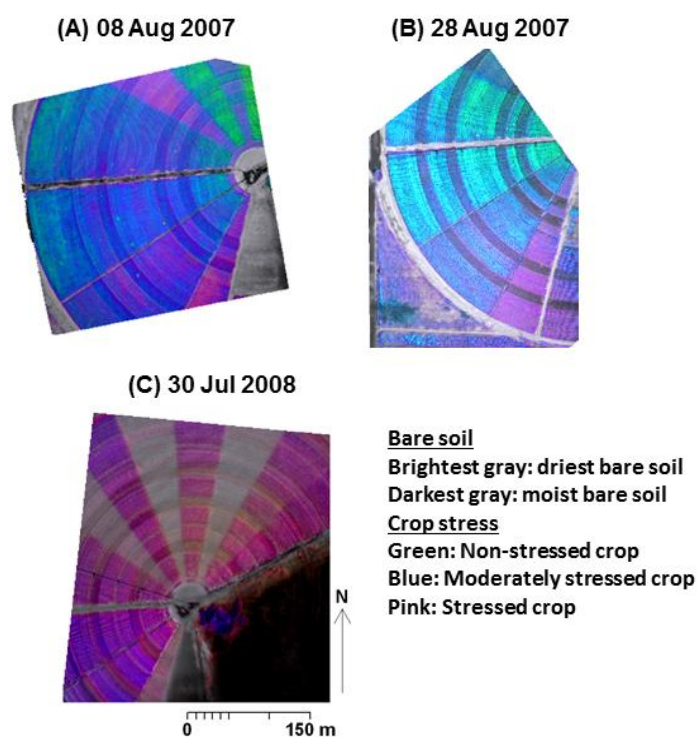 (A) 08 Aug 2007
(B) 28 Aug 2007
(C) 30 Jul 2008
Bare soil
Brightest gray: driest bare soil
Darkest gray: moist bare soil
Crop stress
Green: Non-stressed crop
Blue: Moderately stressed crop
Pink: Stressed crop
N
0 150 m